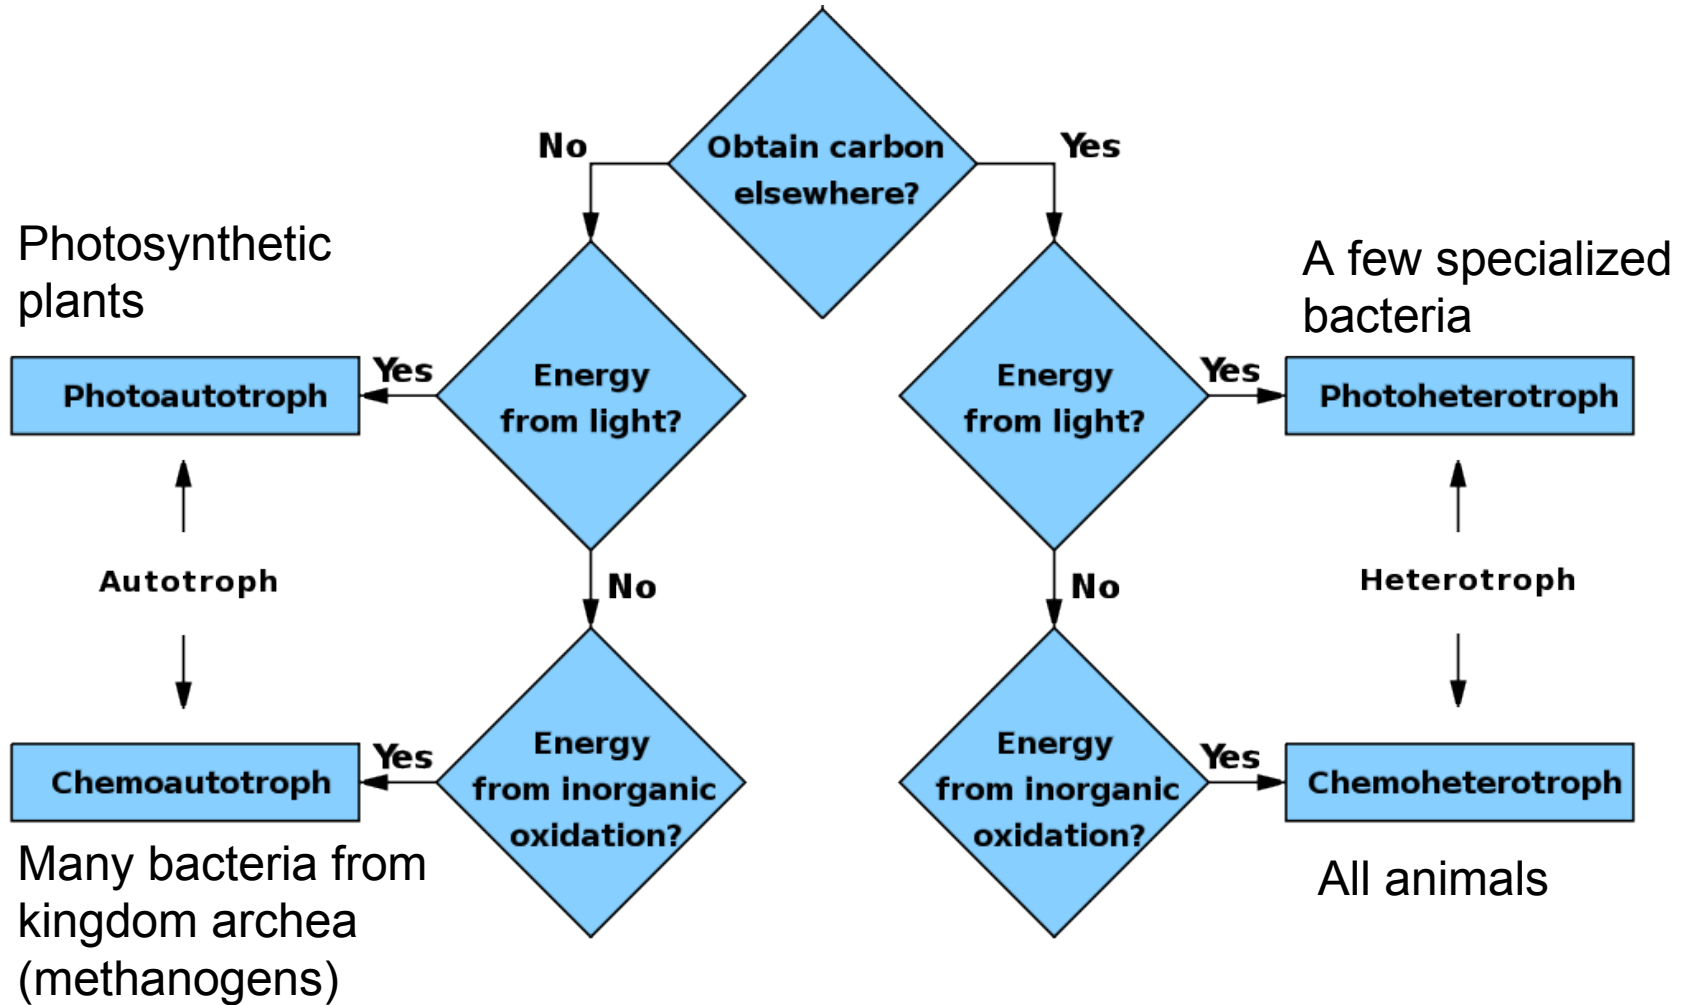 Obtain carbon
elsewhere?
No
Yes
Photosynthetic
plants
A few specialized
bacteria
Energy
from light?
Yes
Photoautotroph
Energy
from light?
Yes
Photoheterotroph
Autotroph
No
No
Heterotroph
Energy
from inorganic
oxidation?
Yes
Chemoautotroph
Energy
from inorganic
oxidation?
Yes
Chemoheterotroph
Many bacteria from
kingdom archea
(methanogens)
All animals